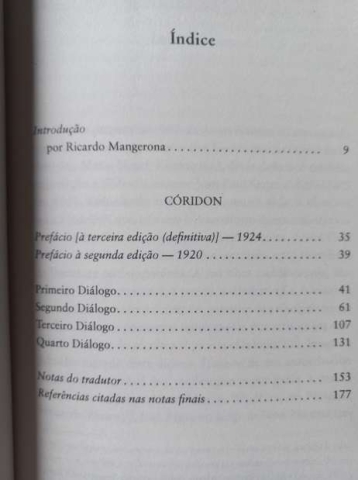 Índice
Introdução
por Ricardo Mangerona . . . . . . . . . . . . . . . . . . . . . . . . . 9
CÓRIDON
Prefácio [à terceira edição (definitiva)] — 1924 . . . . . . . . . . . . 35
Prefácio à segunda edição — 1920 . . . . . . . . . . . . . . . . . . . 39
Primeiro Diálogo . . . . . . . . . . . . . . . . . . . . . . . . . . . . . . . 41
Segundo Diálogo . . . . . . . . . . . . . . . . . . . . . . . . . . . . . . . 61
Terceiro Diálogo . . . . . . . . . . . . . . . . . . . . . . . . . . . . . . . 107
Quarto Diálogo . . . . . . . . . . . . . . . . . . . . . . . . . . . . . . . 131
Notas do tradutor . . . . . . . . . . . . . . . . . . . . . . . . . . . . . . 153
Referências citadas nas notas finais . . . . . . . . . . . . . . . . . . 177